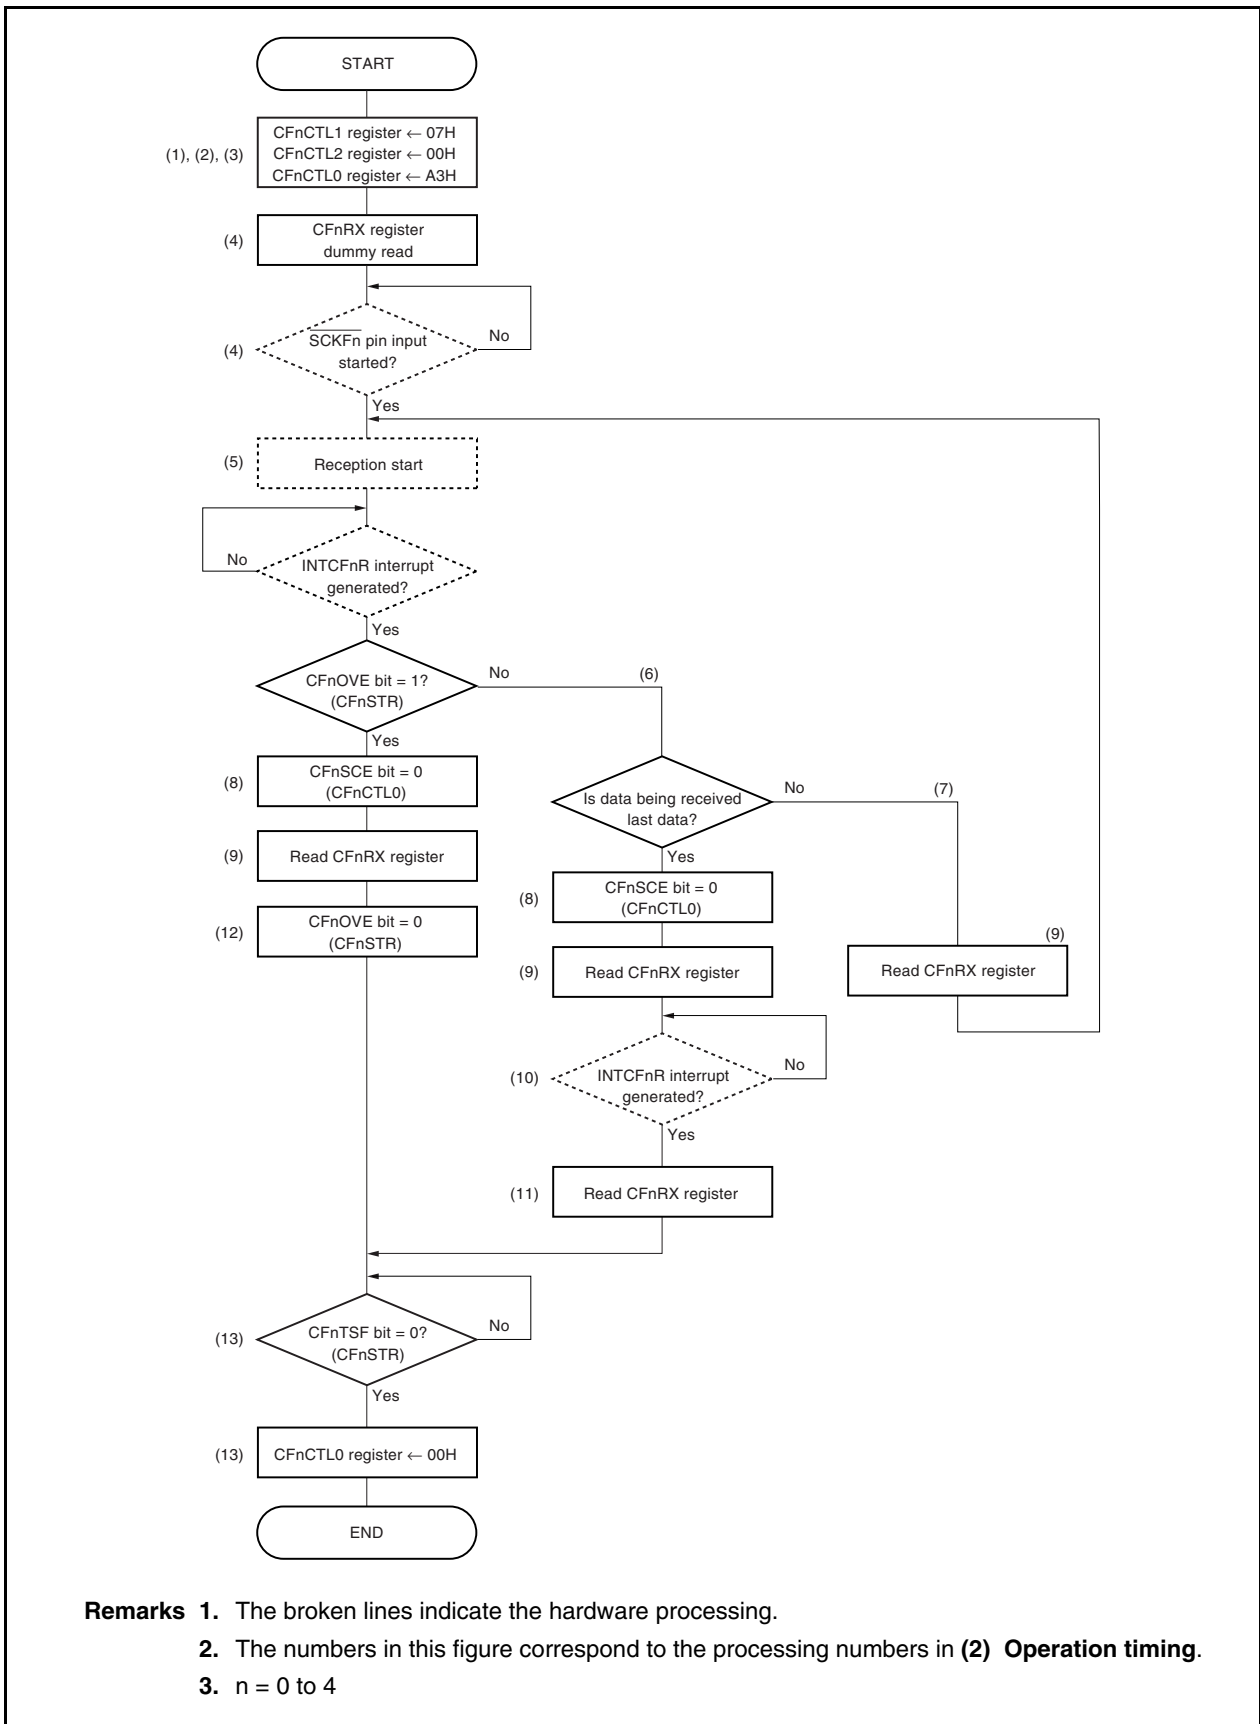 START
(1), (2), (3)
CFnCTL1 register ← 07H
CFnCTL2 register ← 00H
CFnCTL0 register ← A3H
(4)
CFnRX register
dummy read
(4)
SCKFn pin input
started?
No
Yes
(5)
Reception start
No
INTCFnR interrupt
generated?
Yes
CFnOVE bit = 1?
(CFnSTR)
No
(6)
Yes
(8)
CFnSCE bit = 0
(CFnCTL0)
(9)
Read CFnRX register
(12)
CFnOVE bit = 0
(CFnSTR)
Is data being received
last data?
No
(7)
Yes
(8)
CFnSCE bit = 0
(CFnCTL0)
(9)
Read CFnRX register
(9)
Read CFnRX register
(10)
INTCFnR interrupt
generated?
No
Yes
(11)
Read CFnRX register
(13)
CFnTSF bit = 0?
(CFnSTR)
No
Yes
(13)
CFnCTL0 register ← 00H
END
Remarks 1. The broken lines indicate the hardware processing.
2. The numbers in this figure correspond to the processing numbers in (2) Operation timing.
3. n = 0 to 4